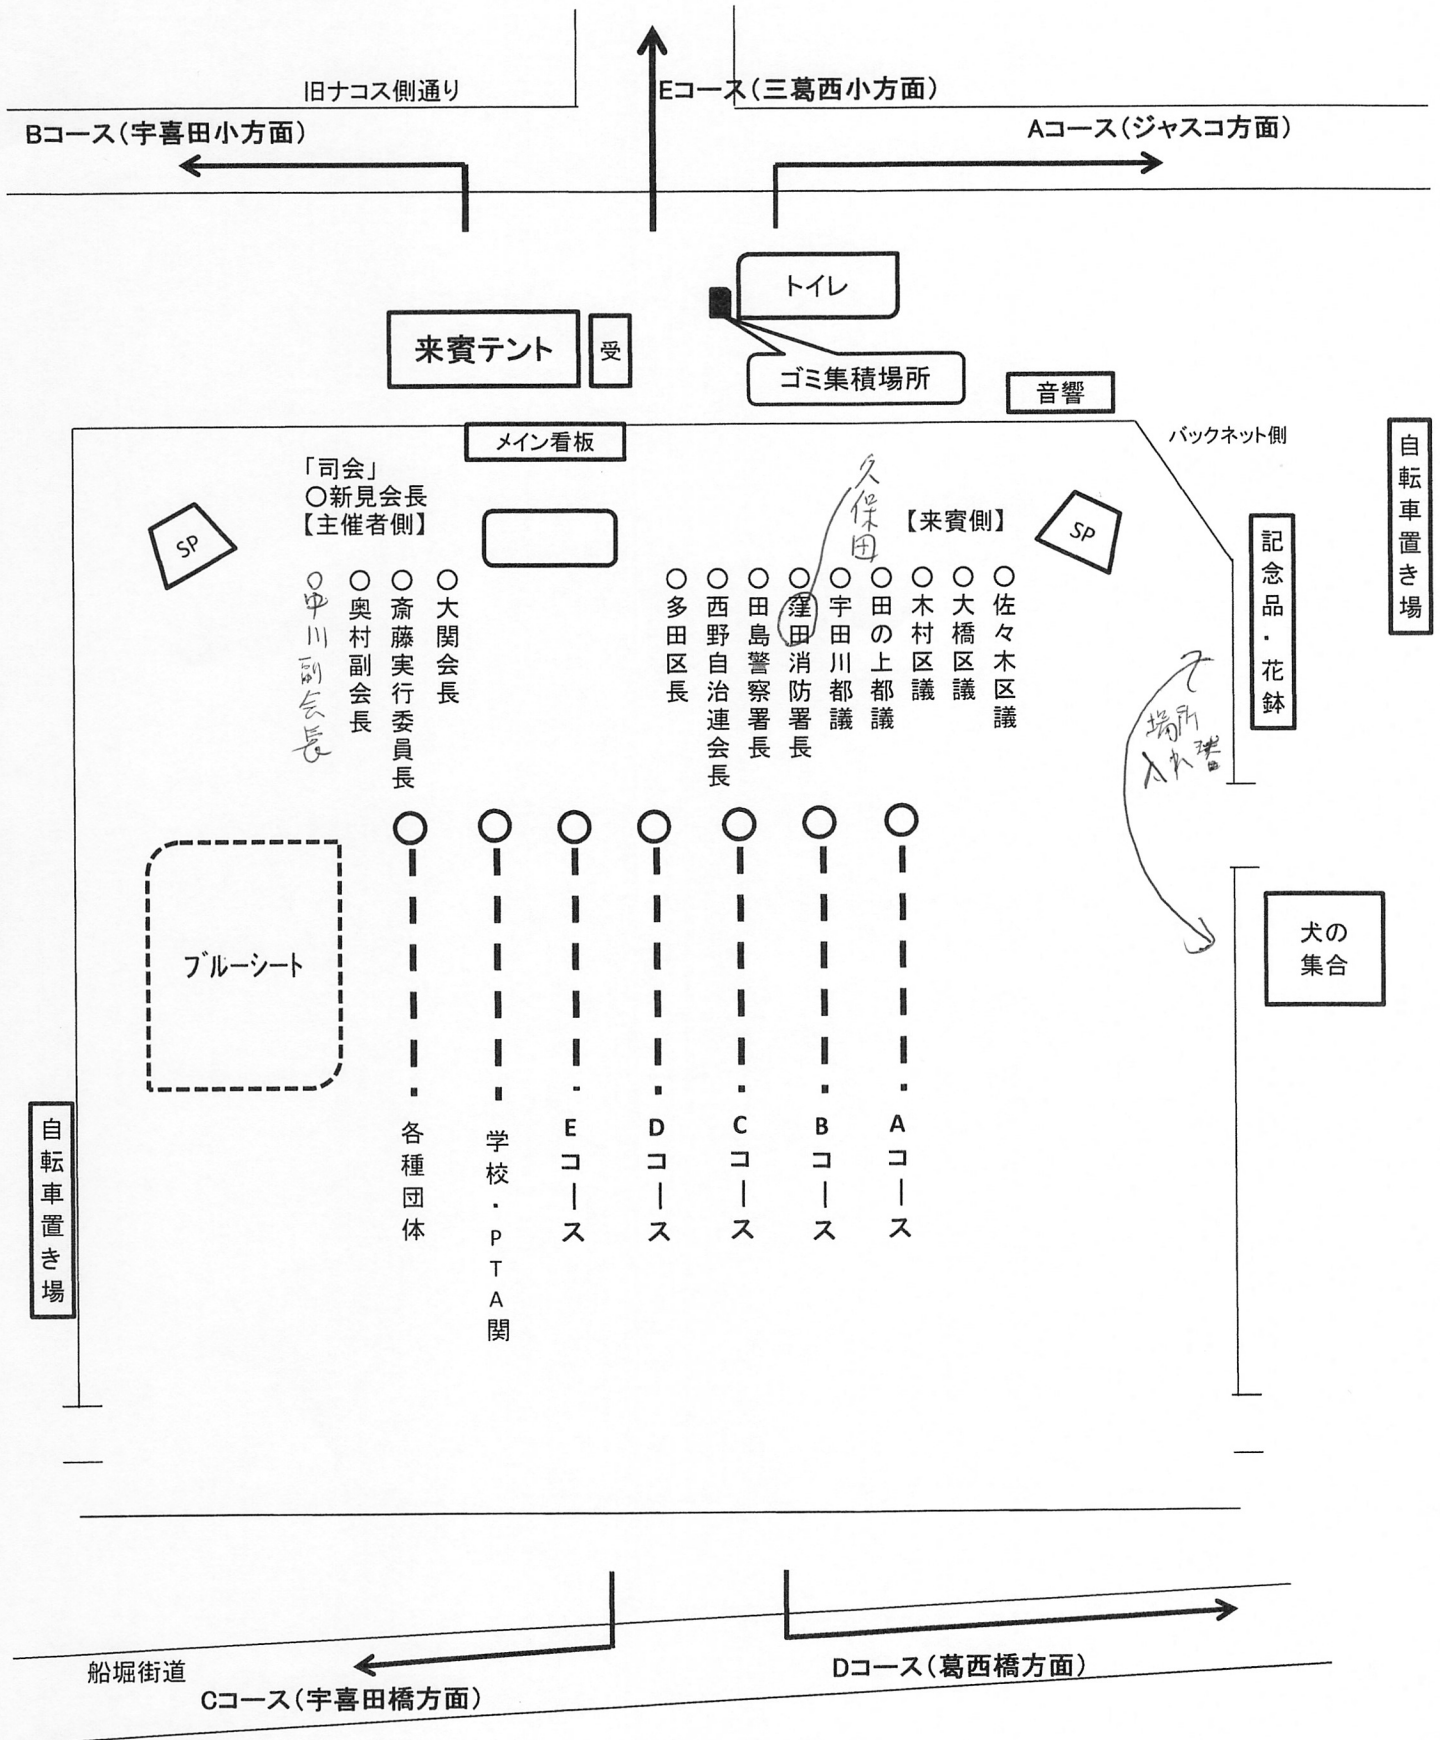 旧ナコス側通り
Eコース(三葛西小方面)
Bコース(宇喜田小方面)
Aコース(ジャスコ方面)
トイレ
来賓テント
受
ゴミ集積場所
音響
メイン看板
バックネット側
自転車置き場
「司会」
○新見会長
【主催者側】
久保田
【来賓側】
SP
SP
記念品・花鉢
○中川副会長
○奥村副会長
○斎藤実行委員長
○大関会長
○多田区長
○西野自治連会長
○田島警察署長
○窪田消防署長
○宇田川都議
○田の上都議
○木村区議
○大橋区議
○佐々木区議
場所
入れ替
ブルーシート
犬の
集合
自転車置き場
各種団体
学校・PTA関
Eコース
Dコース
Cコース
Bコース
Aコース
船堀街道
Cコース(宇喜田橋方面)
Dコース(葛西橋方面)